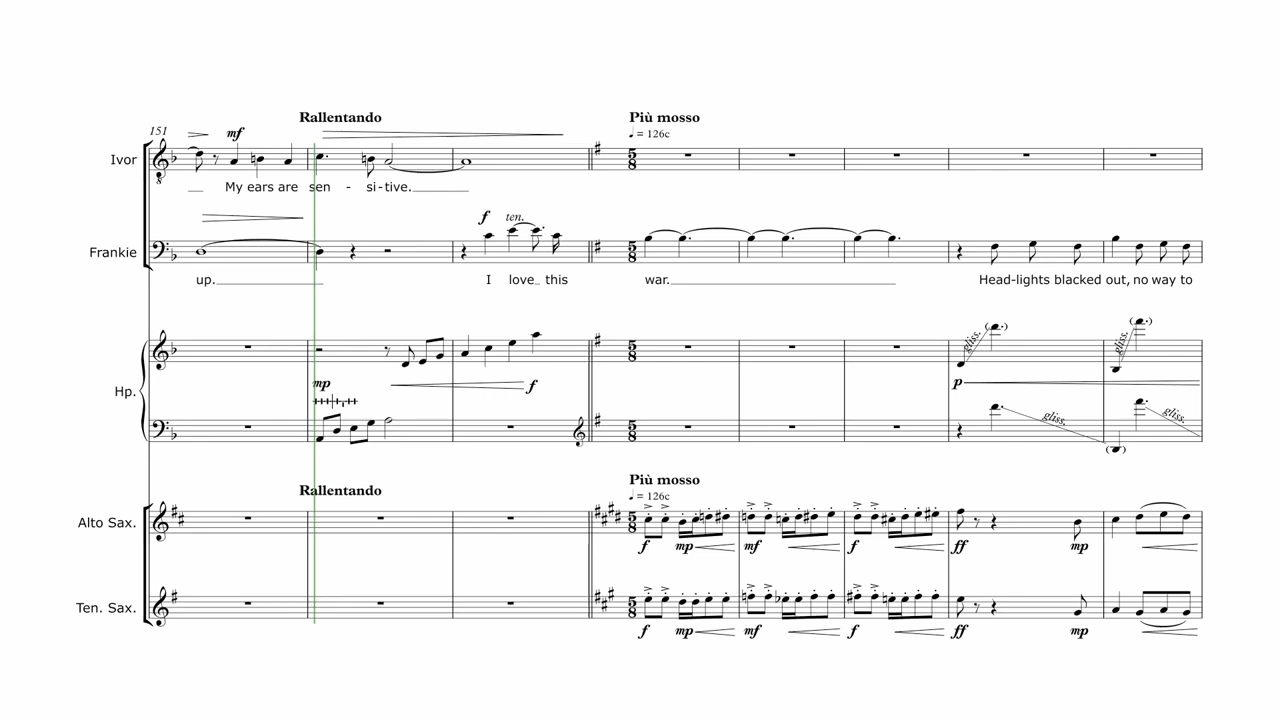 Rallentando
Più mosso
151
mf
♩ = 126c
Ivor
My ears are sen - si-tive.
f ten.
Frankie
up. I love this war. Head-lights blacked out, no way to
gliss. gliss.
mp f p
Hp.
gliss. gliss.
Rallentando
Più mosso
♩ = 126c
Alto Sax.
f mp mf f ff mp
Ten. Sax.
f mp mf f ff mp